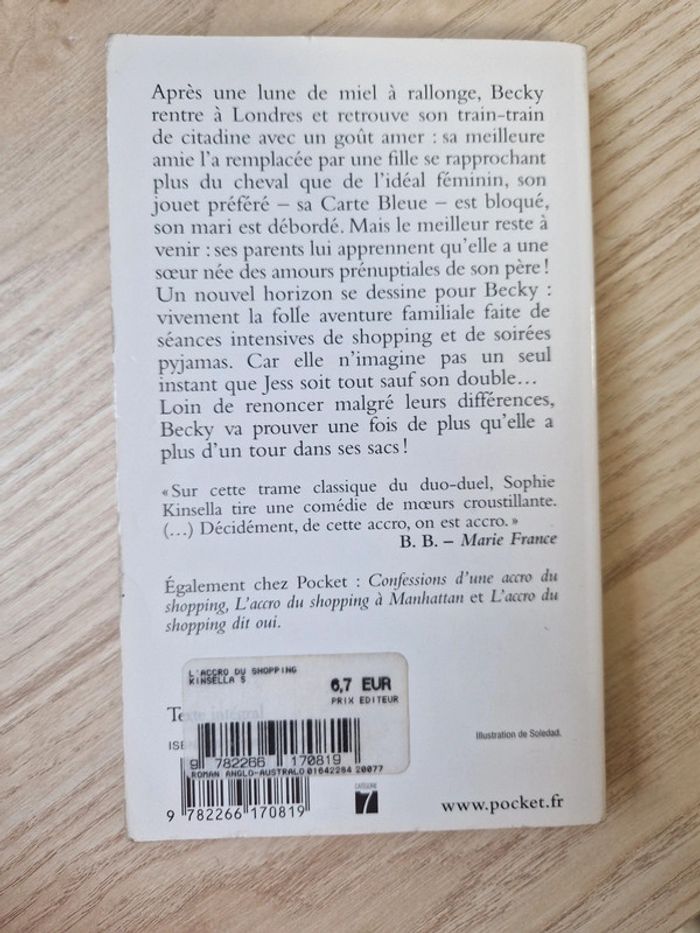 Après une lune de miel à rallonge, Becky
rentre à Londres et retrouve son train-train
de citadine avec un goût amer : sa meilleure
amie l'a remplacée par une fille se rapprochant
plus du cheval que de l'idéal féminin, son
jouet préféré – sa Carte Bleue – est bloqué,
son mari est débordé. Mais le meilleur reste à
venir : ses parents lui apprennent qu'elle a une
sœur née des amours prénuptiales de son père !
Un nouvel horizon se dessine pour Becky :
vivement la folle aventure familiale faite de
séances intensives de shopping et de soirées
pyjamas. Car elle n'imagine pas un seul
instant que Jess soit tout sauf son double…
Loin de renoncer malgré leurs différences,
Becky va prouver une fois de plus qu'elle a
plus d'un tour dans ses sacs !
« Sur cette trame classique du duo-duel, Sophie
Kinsella tire une comédie de mœurs croustillante.
(…) Décidément, de cette accro, on est accro. »
B. B. – Marie France
Également chez Pocket : Confessions d'une accro du
shopping, L'accro du shopping à Manhattan et L'accro du
shopping dit oui.
L'ACCRO DU SHOPPING
KINSELLA S
6,7 EUR
PRIX EDITEUR
Texte intégral
Illustration de Soledad.
9 782266 170819
ROMAN ANGLO-AUSTRALO 01642284 20077
CATÉGORIE
7
www.pocket.fr
9 782266 170819